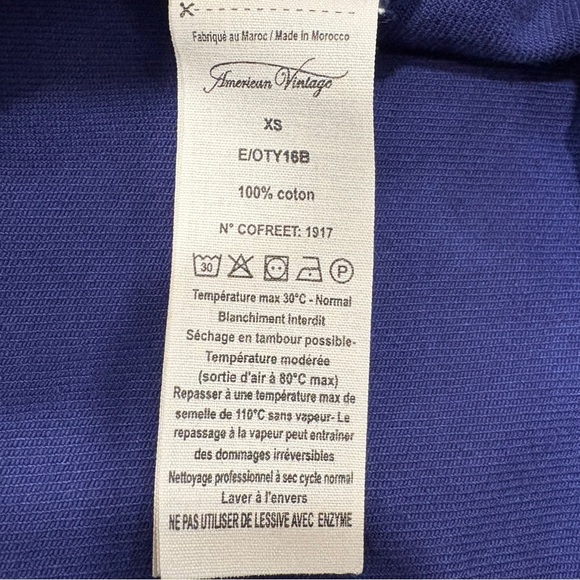 Fabriqué au Maroc / Made in Morocco
American Vintage
XS
E/OTY16B
100% coton
N° COFREET: 1917
30 P
Température max 30°C - Normal
Blanchiment interdit
Séchage en tambour possible-
Température modérée
(sortie d'air à 80°C max)
Repasser à une température max de
semelle de 110°C sans vapeur- Le
repassage à la vapeur peut entraîner
des dommages irréversibles
Nettoyage professionnel à sec cycle normal
Laver à l'envers
NE PAS UTILISER DE LESSIVE AVEC ENZYME